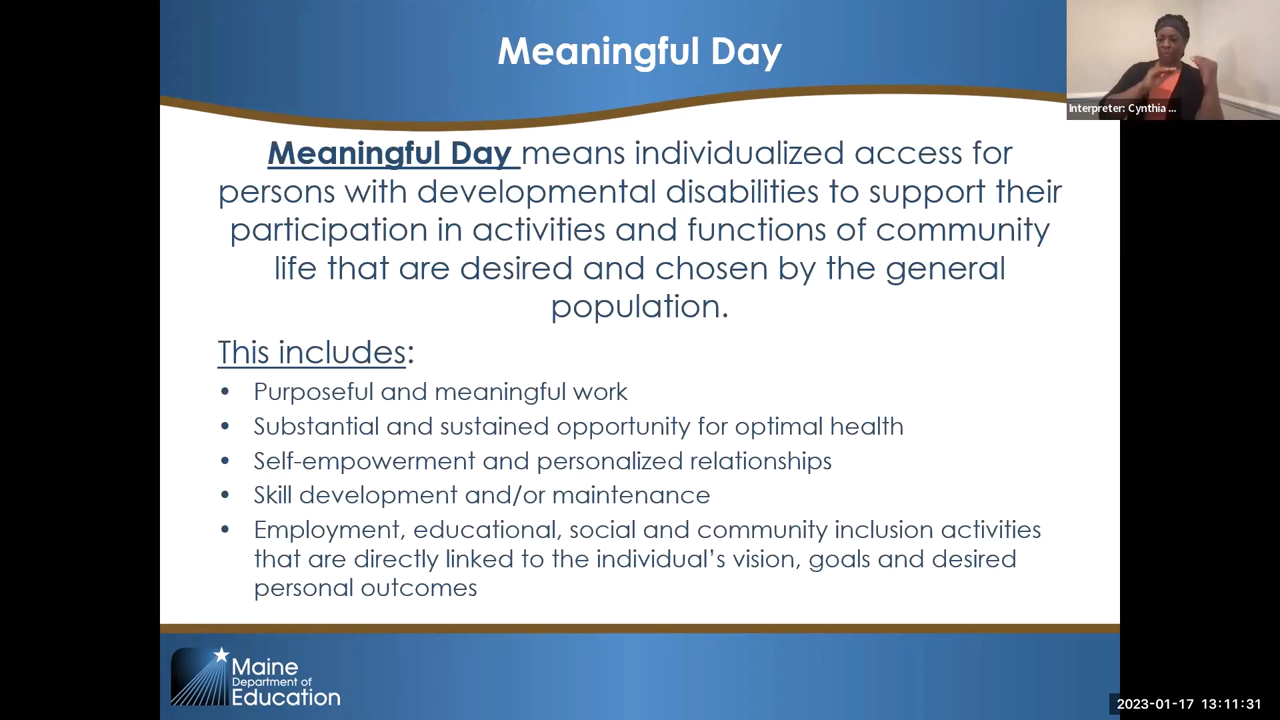 Meaningful Day
Interpreter: Cynthia ...
Meaningful Day means individualized access for
persons with developmental disabilities to support their
participation in activities and functions of community
life that are desired and chosen by the general
population.
This includes:
• Purposeful and meaningful work
• Substantial and sustained opportunity for optimal health
• Self-empowerment and personalized relationships
• Skill development and/or maintenance
• Employment, educational, social and community inclusion activities
that are directly linked to the individual’s vision, goals and desired
personal outcomes
Maine
Department of
Education
2023-01-17 13:11:31